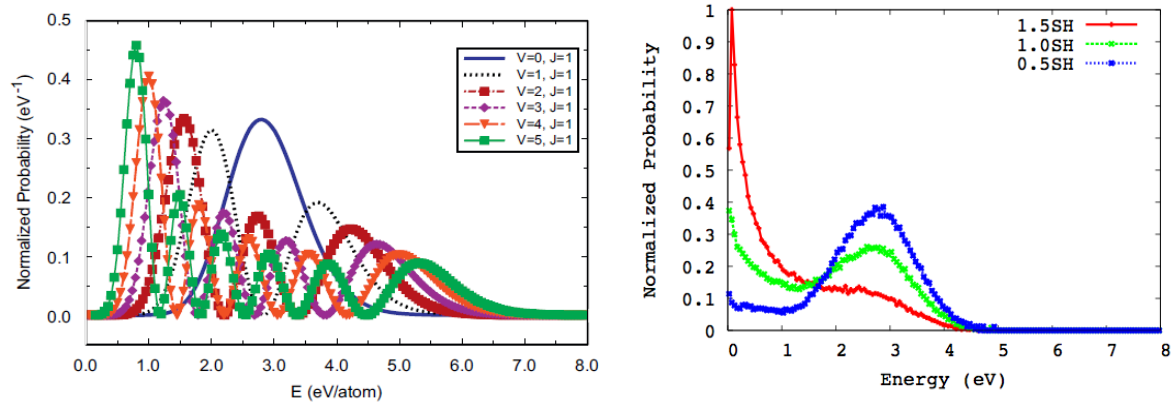 0.5
0.4
0.3
0.2
0.1
0.0
Normalized Probability (eV⁻¹)
V=0, J=1
V=1, J=1
V=2, J=1
V=3, J=1
V=4, J=1
V=5, J=1
0.0 1.0 2.0 3.0 4.0 5.0 6.0 7.0 8.0
E (eV/atom)
1
0.9
0.8
0.7
0.6
0.5
0.4
0.3
0.2
0.1
0
Normalized Probability
1.5SH
1.0SH
0.5SH
0 1 2 3 4 5 6 7 8
Energy (eV)